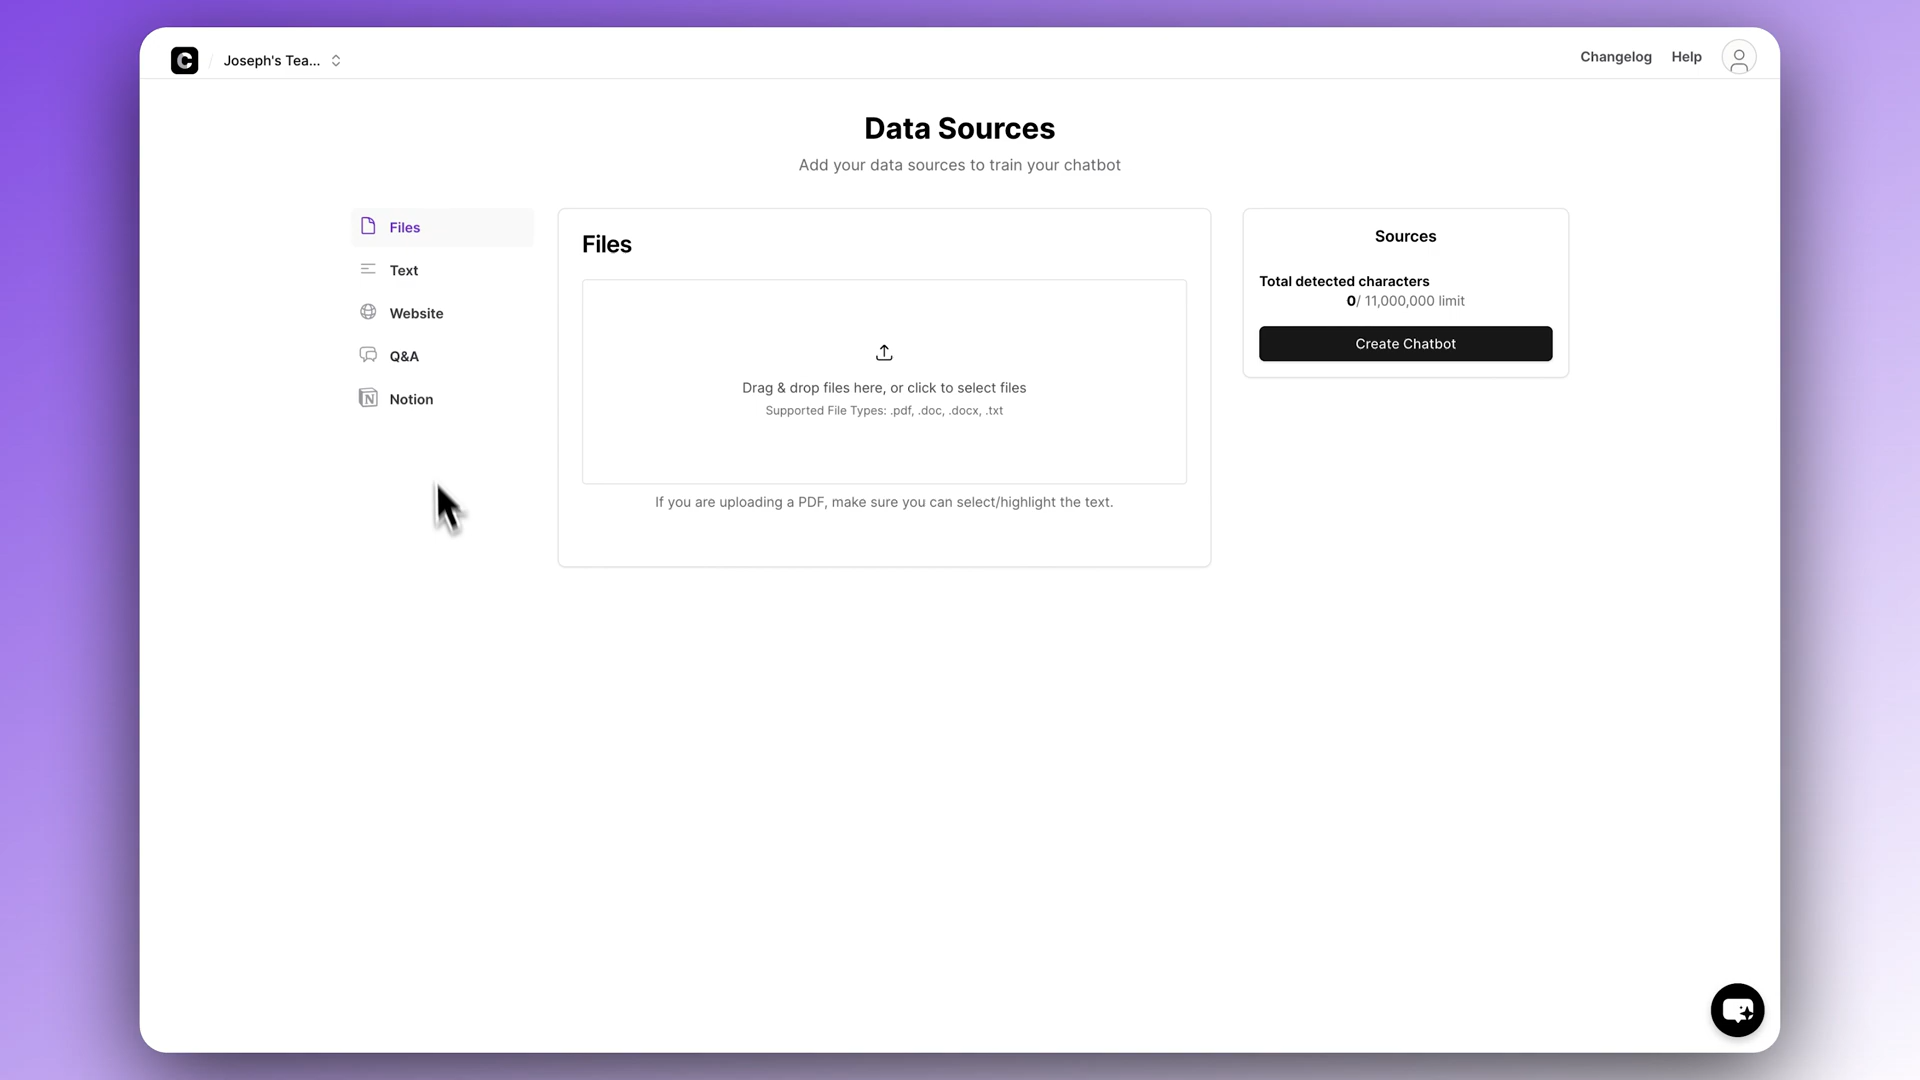 C
Joseph's Tea...
Changelog
Help
Data Sources
Add your data sources to train your chatbot
Files
Text
Website
Q&A
Notion
Files
Drag & drop files here, or click to select files
Supported File Types: .pdf, .doc, .docx, .txt
If you are uploading a PDF, make sure you can select/highlight the text.
Sources
Total detected characters
0/ 11,000,000 limit
Create Chatbot